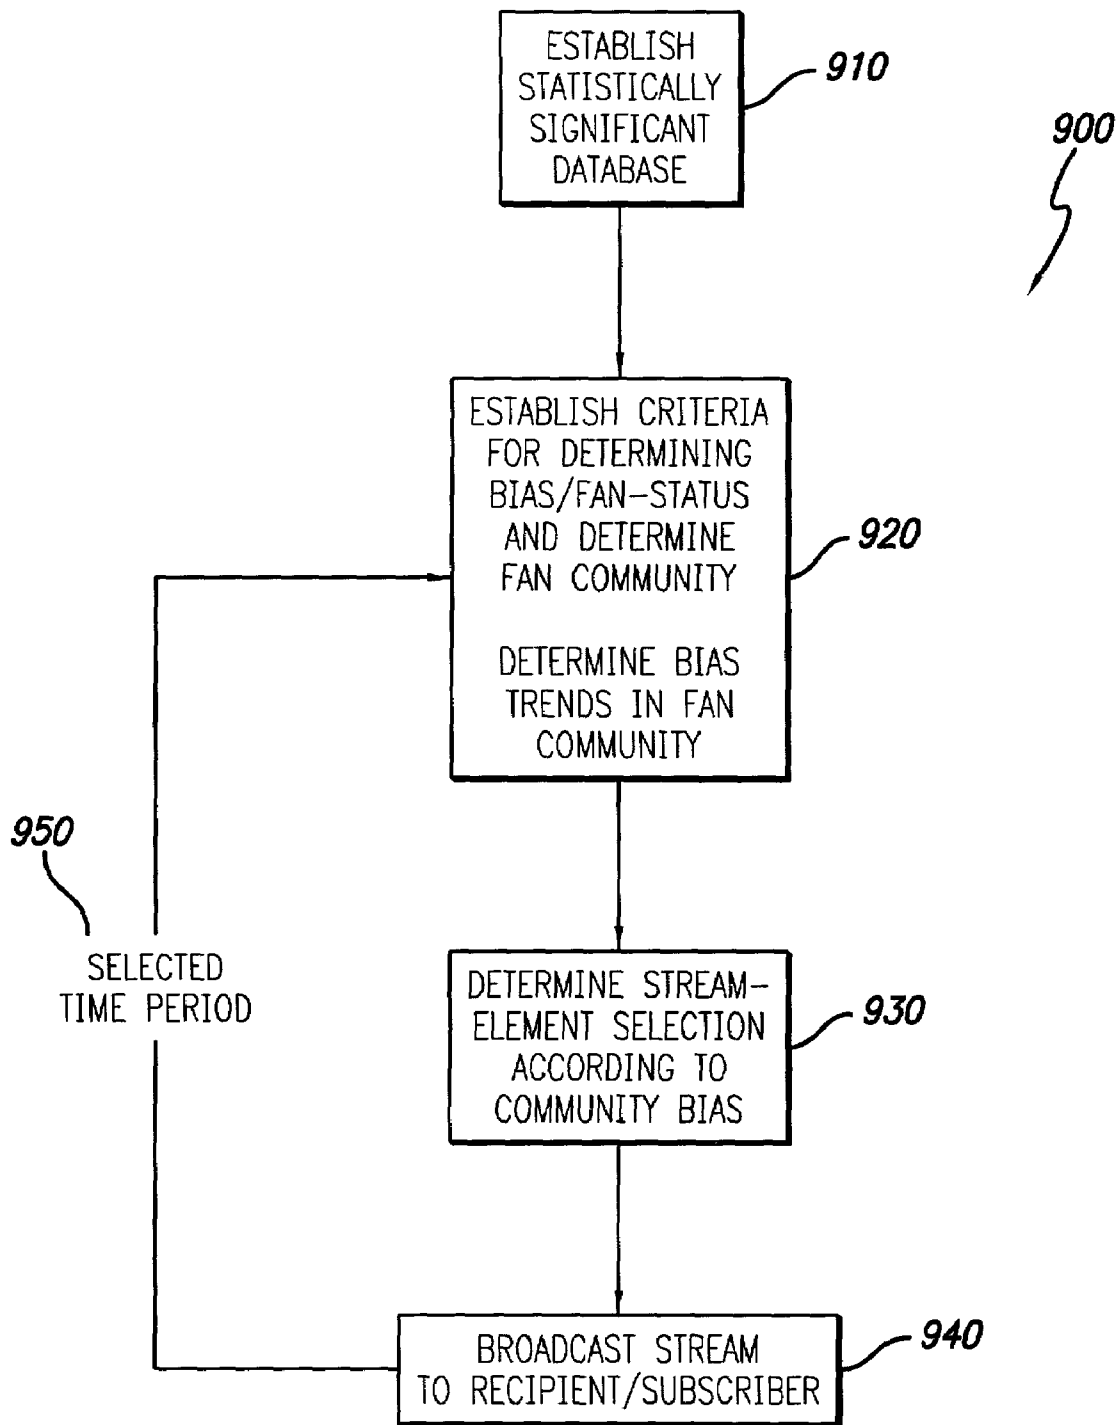 ESTABLISH
STATISTICALLY
SIGNIFICANT
DATABASE
910
900
ESTABLISH CRITERIA
FOR DETERMINING
BIAS/FAN-STATUS
AND DETERMINE
FAN COMMUNITY
DETERMINE BIAS
TRENDS IN FAN
COMMUNITY
920
950
SELECTED
TIME PERIOD
DETERMINE STREAM-
ELEMENT SELECTION
ACCORDING TO
COMMUNITY BIAS
930
BROADCAST STREAM
TO RECIPIENT/SUBSCRIBER
940